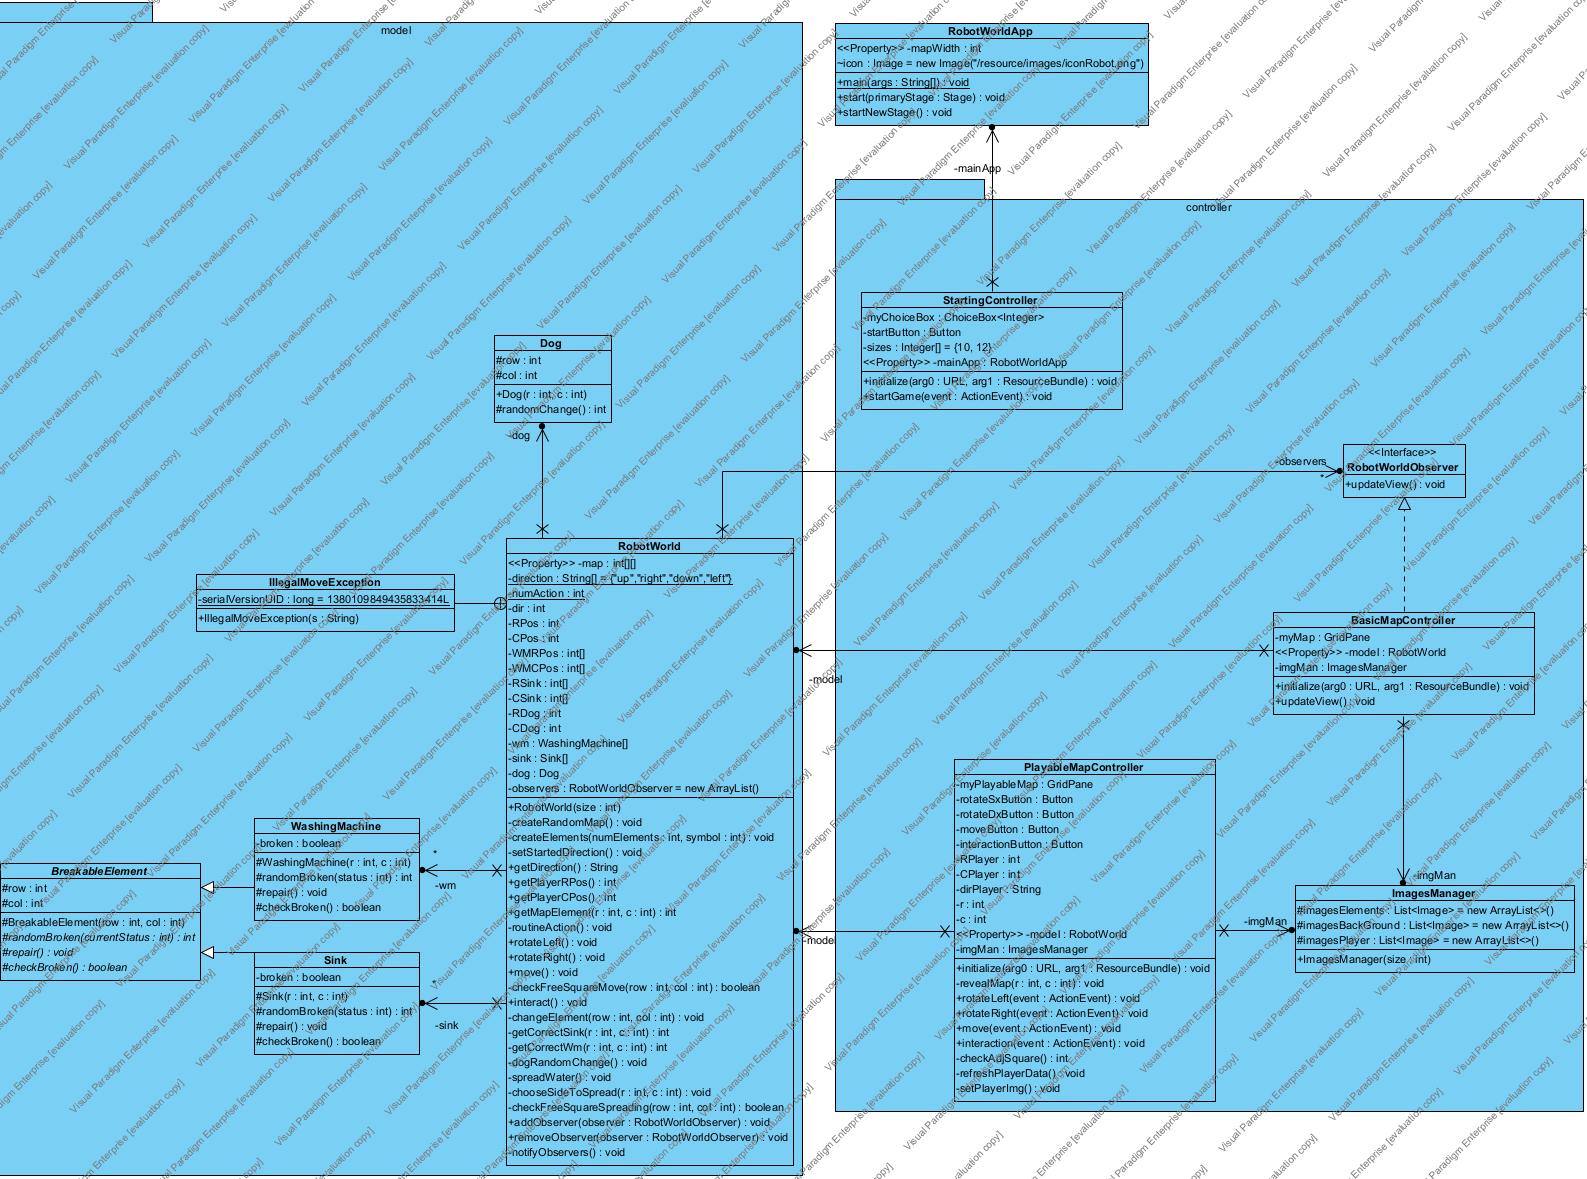 model
Dog
#row : int
#col : int
+Dog(r : int, c : int)
#randomChange() : int
-dog
IllegalMoveException
-serialVersionUID : long = 1380109849435833414L
+IllegalMoveException(s : String)
RobotWorld
<<Property>> -map : int[][]
-direction : String[] = {"up","right","down","left"}
-numAction : int
-dir : int
-RPos : int
-CPos : int
-WMRPos : int[]
-WMCPos : int[]
-RSink : int[]
-CSink : int[]
-RDog : int
-CDog : int
-wm : WashingMachine[]
-sink : Sink[]
-dog : Dog
-observers : RobotWorldObserver = new ArrayList()
+RobotWorld(size : int)
-createRandomMap() : void
-createElements(numElements : int, symbol : int) : void
-setStartedDirection() : void
+getDirection() : String
+getPlayerRPos() : int
+getPlayerCPos() : int
+getMapElement(r : int, c : int) : int
-routineAction() : void
+rotateLeft() : void
+rotateRight() : void
+move() : void
-checkFreeSquareMove(row : int, col : int) : boolean
+interact() : void
-changeElement(row : int, col : int) : void
-getCorrectSink(r : int, c : int) : int
-getCorrectWm(r : int, c : int) : int
-dogRandomChange() : void
-spreadWater() : void
-chooseSideToSpread(r : int, c : int) : void
-checkFreeSquareSpreading(row : int, col : int) : boolean
+addObserver(observer : RobotWorldObserver) : void
+removeObserver(observer : RobotWorldObserver) : void
-notifyObservers() : void
WashingMachine
-broken : boolean
#WashingMachine(r : int, c : int)
#randomBroken(status : int) : int
#repair() : void
#checkBroken() : boolean
*
-wm
BreakableElement
#row : int
#col : int
#BreakableElement(row : int, col : int)
#randomBroken(currentStatus : int) : int
#repair() : void
#checkBroken() : boolean
Sink
-broken : boolean
#Sink(r : int, c : int)
#randomBroken(status : int) : int
#repair() : void
#checkBroken() : boolean
-sink
RobotWorldApp
<<Property>> -mapWidth : int
~icon : Image = new Image("/resource/images/iconRobot.png")
+main(args : String[]) : void
+start(primaryStage : Stage) : void
+startNewStage() : void
-mainApp
controller
StartingController
-myChoiceBox : ChoiceBox<Integer>
-startButton : Button
-sizes : Integer[] = {10, 12}
<<Property>> -mainApp : RobotWorldApp
+initialize(arg0 : URL, arg1 : ResourceBundle) : void
+startGame(event : ActionEvent) : void
-observers
*
<<Interface>>
RobotWorldObserver
+updateView() : void
BasicMapController
-myMap : GridPane
<<Property>> -model : RobotWorld
-imgMan : ImagesManager
+initialize(arg0 : URL, arg1 : ResourceBundle) : void
+updateView() : void
-model
PlayableMapController
-myPlayableMap : GridPane
-rotateSxButton : Button
-rotateDxButton : Button
-moveButton : Button
-interactionButton : Button
-RPlayer : int
-CPlayer : int
-dirPlayer : String
-r : int
-c : int
<<Property>> -model : RobotWorld
-imgMan : ImagesManager
+initialize(arg0 : URL, arg1 : ResourceBundle) : void
-revealMap(r : int, c : int) : void
+rotateLeft(event : ActionEvent) : void
+rotateRight(event : ActionEvent) : void
+move(event : ActionEvent) : void
+interaction(event : ActionEvent) : void
-checkAdjSquare() : int
-refreshPlayerData() : void
-setPlayerImg() : void
-model
-imgMan
-imgMan
ImagesManager
#imagesElements : List<Image> = new ArrayList<>()
#imagesBackGround : List<Image> = new ArrayList<>()
#imagesPlayer : List<Image> = new ArrayList<>()
+ImagesManager(size : int)
Visual Paradigm Enterprise [evaluation copy]